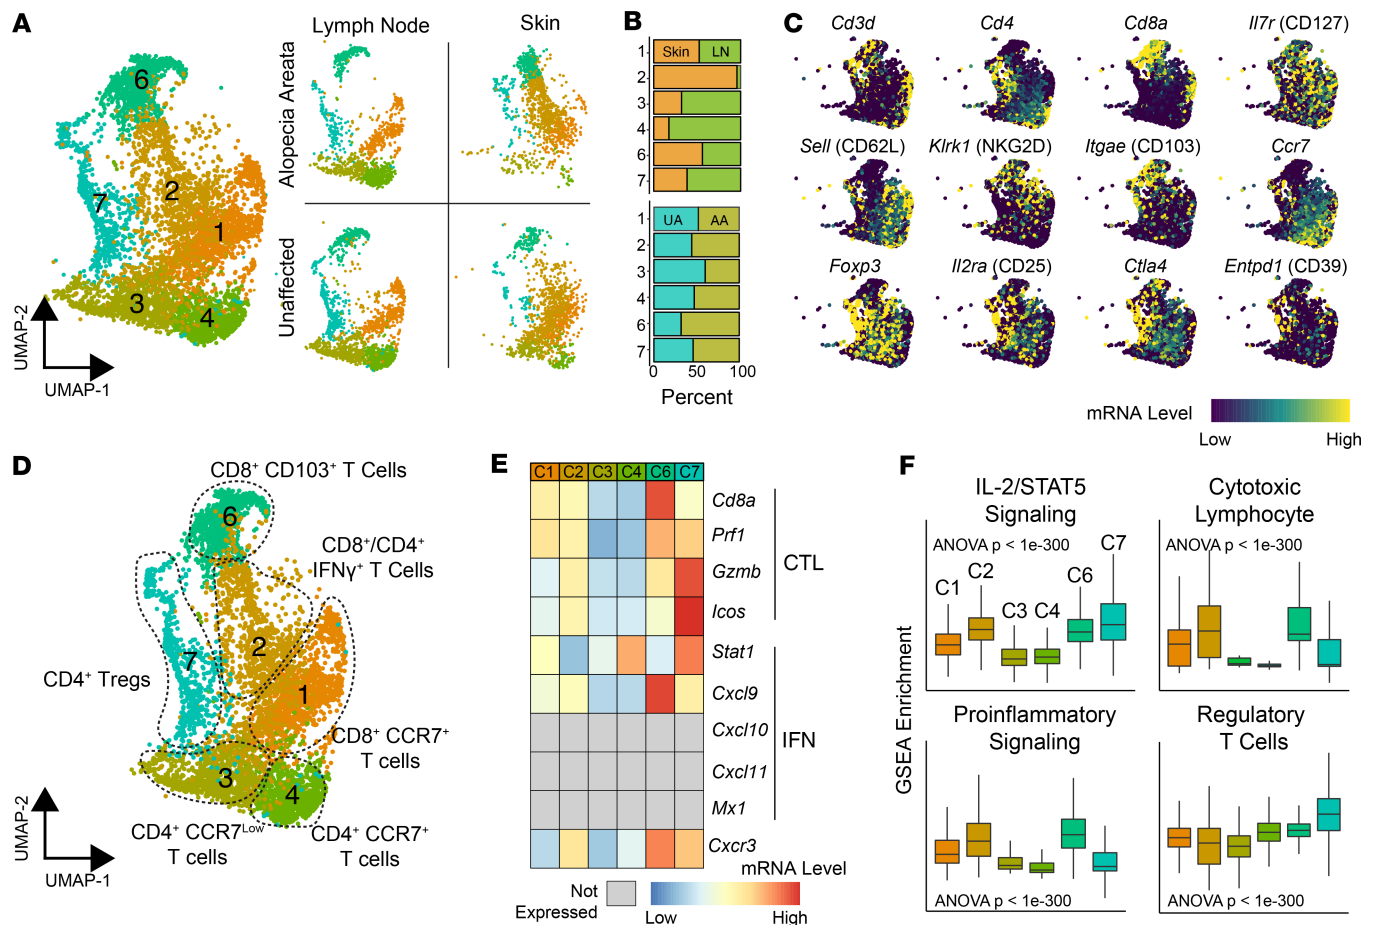 A
Lymph Node
Skin
Alopecia Areata
Unaffected
6
2
7
1
3
4
UMAP-2
UMAP-1
B
1
Skin
LN
2
3
4
6
7
1
UA
AA
2
3
4
6
7
0
50
100
Percent
C
Cd3d
Cd4
Cd8a
Il7r (CD127)
Sell (CD62L)
Klrk1 (NKG2D)
Itgae (CD103)
Ccr7
Foxp3
Il2ra (CD25)
Ctla4
Entpd1 (CD39)
mRNA Level
Low
High
D
CD8⁺ CD103⁺ T Cells
6
CD8⁺/CD4⁺
IFNγ⁺ T Cells
2
7
CD4⁺ Tregs
1
CD8⁺ CCR7⁺
T cells
3
4
CD4⁺ CCR7ᴸᵒʷ
T cells
CD4⁺ CCR7⁺
T cells
UMAP-2
UMAP-1
E
C1
C2
C3
C4
C6
C7
Cd8a
Prf1
Gzmb
Icos
CTL
Stat1
Cxcl9
Cxcl10
Cxcl11
Mx1
IFN
Cxcr3
mRNA Level
Not
Expressed
Low
High
F
GSEA Enrichment
IL-2/STAT5
Signaling
ANOVA p < 1e-300
C1
C2
C3
C4
C6
C7
Cytotoxic
Lymphocyte
ANOVA p < 1e-300
Proinflammatory
Signaling
ANOVA p < 1e-300
Regulatory
T Cells
ANOVA p < 1e-300